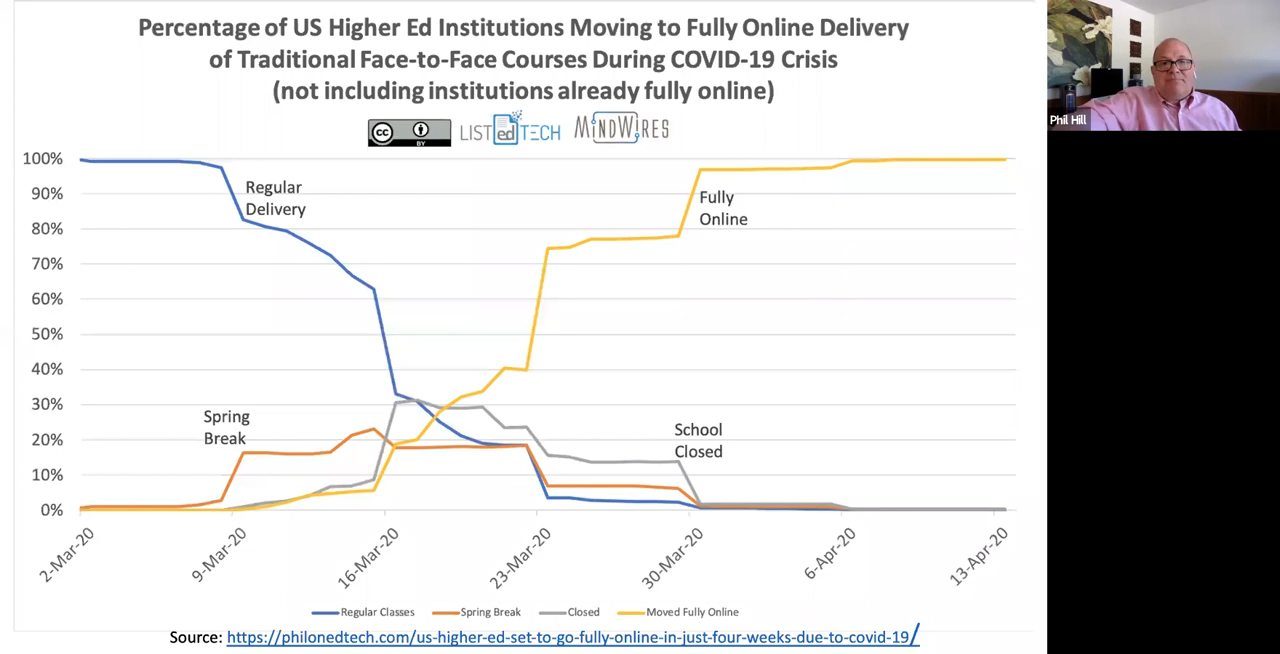 Percentage of US Higher Ed Institutions Moving to Fully Online Delivery
of Traditional Face-to-Face Courses During COVID-19 Crisis
(not including institutions already fully online)
cc BY LISTedTECH MINDWIRES
Phil Hill
100%
90%
80%
70%
60%
50%
40%
30%
20%
10%
0%
Regular
Delivery
Fully
Online
Spring
Break
School
Closed
2-Mar-20
9-Mar-20
16-Mar-20
23-Mar-20
30-Mar-20
6-Apr-20
13-Apr-20
Regular Classes Spring Break Closed Moved Fully Online
Source: https://philonedtech.com/us-higher-ed-set-to-go-fully-online-in-just-four-weeks-due-to-covid-19/